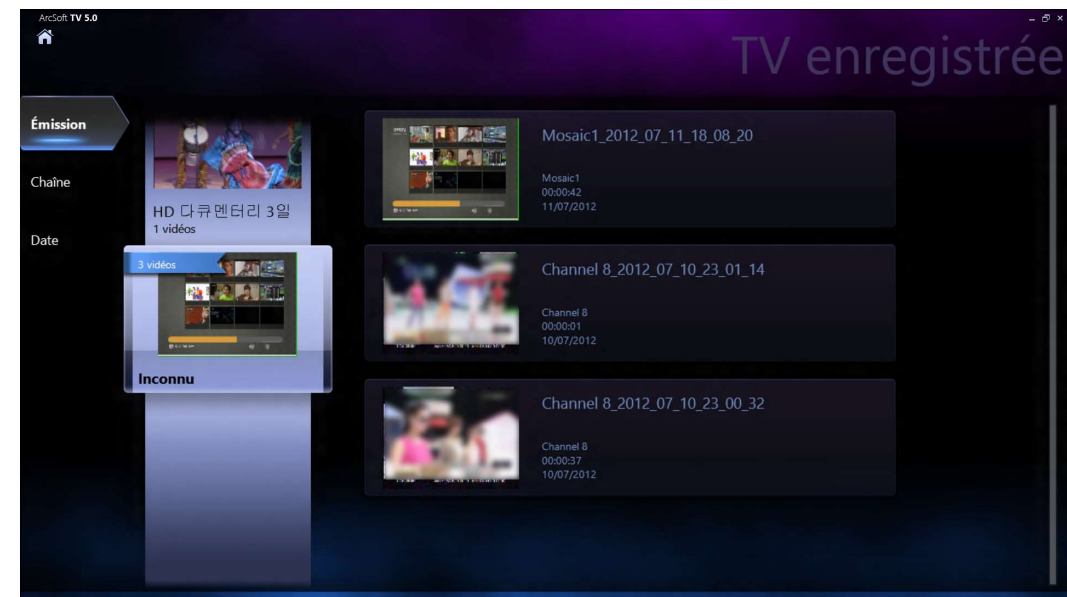 ArcSoft TV 5.0
TV enregistrée
Émission
Chaîne
Date
HD 다큐멘터리 3일
1 vidéos
3 vidéos
Inconnu
Mosaic1_2012_07_11_18_08_20
Mosaic1
00:00:42
11/07/2012
Channel 8_2012_07_10_23_01_14
Channel 8
00:00:01
10/07/2012
Channel 8_2012_07_10_23_00_32
Channel 8
00:00:37
10/07/2012